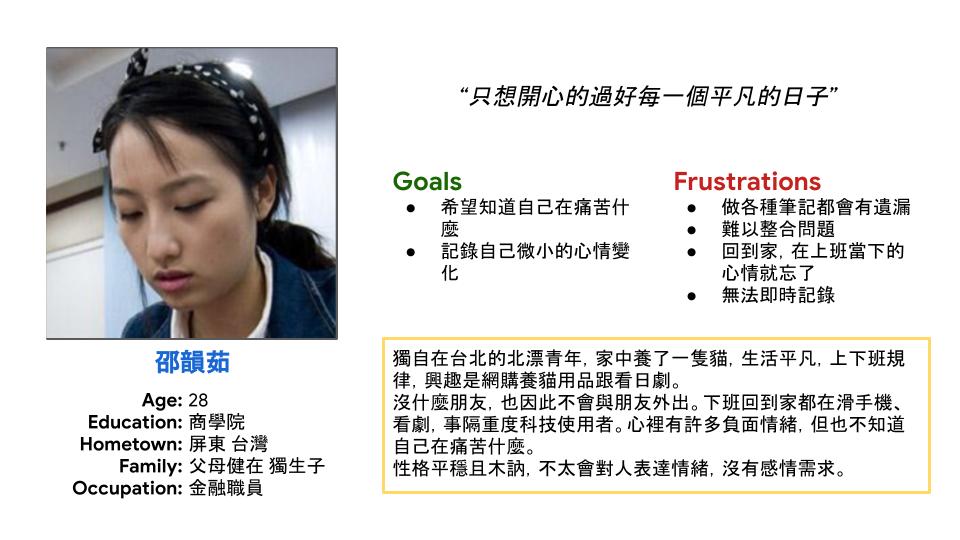 “只想開心的過好每一個平凡的日子”
Goals
● 希望知道自己在痛苦什
麼
● 記錄自己微小的心情變
化
Frustrations
● 做各種筆記都會有遺漏
● 難以整合問題
● 回到家, 在上班當下的
心情就忘了
● 無法即時記錄
邵韻茹
Age: 28
Education: 商學院
Hometown: 屏東 台灣
Family: 父母健在 獨生子
Occupation: 金融職員
獨自在台北的北漂青年, 家中養了一隻貓, 生活平凡, 上下班規
律, 興趣是網購養貓用品跟看日劇。
沒什麼朋友, 也因此不會與朋友外出。下班回到家都在滑手機、
看劇, 事隔重度科技使用者。心裡有許多負面情緒, 但也不知道
自己在痛苦什麼。
性格平穩且木訥, 不太會對人表達情緒, 沒有感情需求。